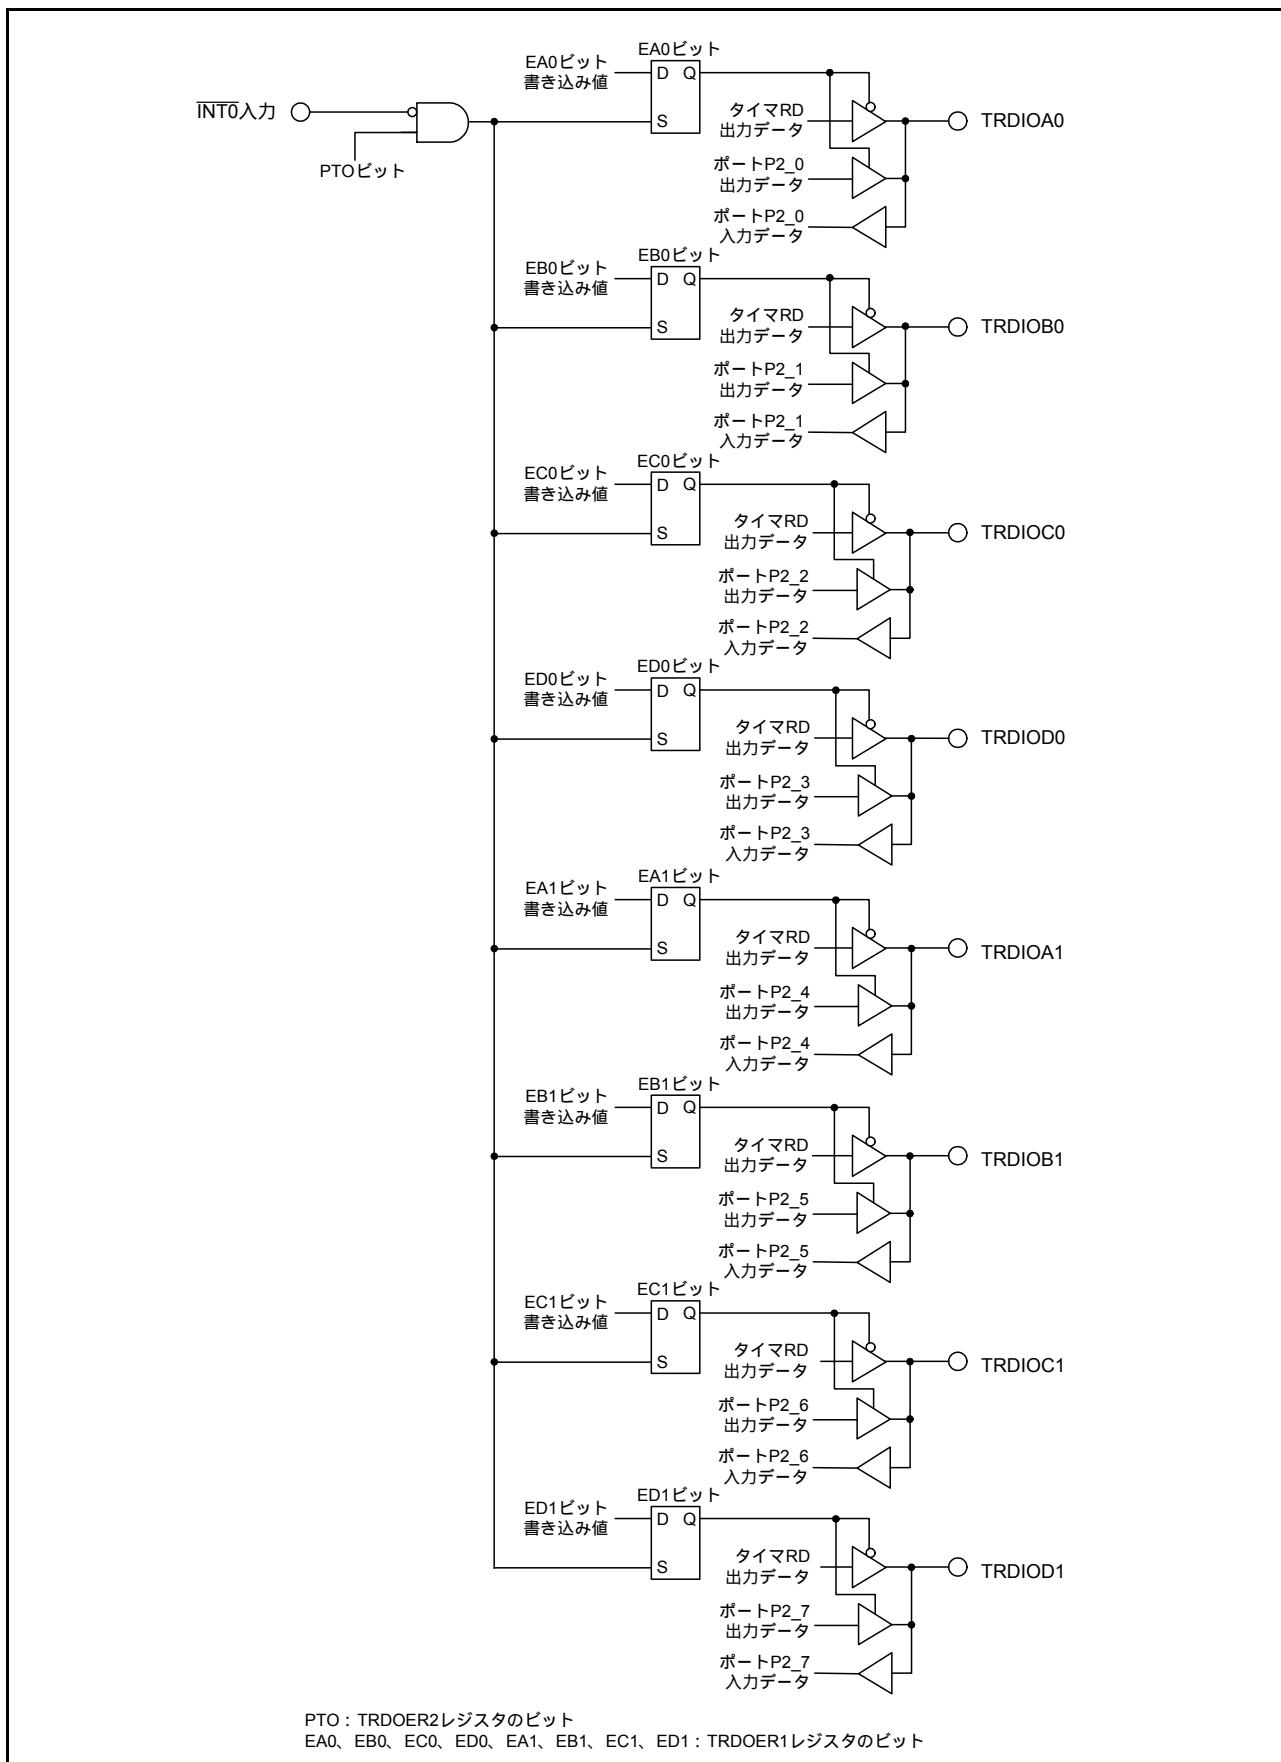 INT0入力
PTOビット
EA0ビット
EA0ビット
書き込み値
D Q
S
タイマRD
出力データ
TRDIOA0
ポートP2_0
出力データ
ポートP2_0
入力データ
EB0ビット
EB0ビット
書き込み値
D Q
S
タイマRD
出力データ
TRDIOB0
ポートP2_1
出力データ
ポートP2_1
入力データ
EC0ビット
EC0ビット
書き込み値
D Q
S
タイマRD
出力データ
TRDIOC0
ポートP2_2
出力データ
ポートP2_2
入力データ
ED0ビット
ED0ビット
書き込み値
D Q
S
タイマRD
出力データ
TRDIOD0
ポートP2_3
出力データ
ポートP2_3
入力データ
EA1ビット
EA1ビット
書き込み値
D Q
S
タイマRD
出力データ
TRDIOA1
ポートP2_4
出力データ
ポートP2_4
入力データ
EB1ビット
EB1ビット
書き込み値
D Q
S
タイマRD
出力データ
TRDIOB1
ポートP2_5
出力データ
ポートP2_5
入力データ
EC1ビット
EC1ビット
書き込み値
D Q
S
タイマRD
出力データ
TRDIOC1
ポートP2_6
出力データ
ポートP2_6
入力データ
ED1ビット
ED1ビット
書き込み値
D Q
S
タイマRD
出力データ
TRDIOD1
ポートP2_7
出力データ
ポートP2_7
入力データ
PTO：TRDOER2レジスタのビット
EA0、EB0、EC0、ED0、EA1、EB1、EC1、ED1：TRDOER1レジスタのビット